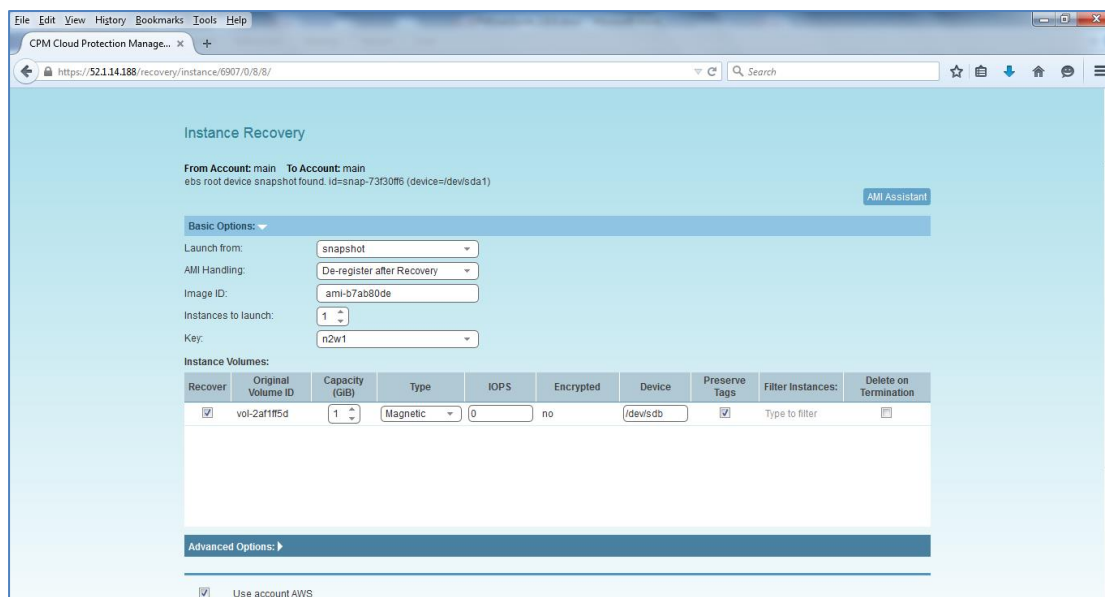 File Edit View History Bookmarks Tools Help
CPM Cloud Protection Manage... × +
https://52.1.14.188/recovery/instance/6907/0/8/8/
Search
Instance Recovery
From Account: main To Account: main
ebs root device snapshot found. id=snap-73f30ff6 (device=/dev/sda1)
AMI Assistant
Basic Options:
Launch from: snapshot
AMI Handling: De-register after Recovery
Image ID: ami-b7ab80de
Instances to launch: 1
Key: n2w1
Instance Volumes:
Recover Original Volume ID Capacity (GiB) Type IOPS Encrypted Device Preserve Tags Filter Instances: Delete on Termination
vol-2af1ff5d 1 Magnetic 0 no /dev/sdb Type to filter
Advanced Options:
Use account AWS